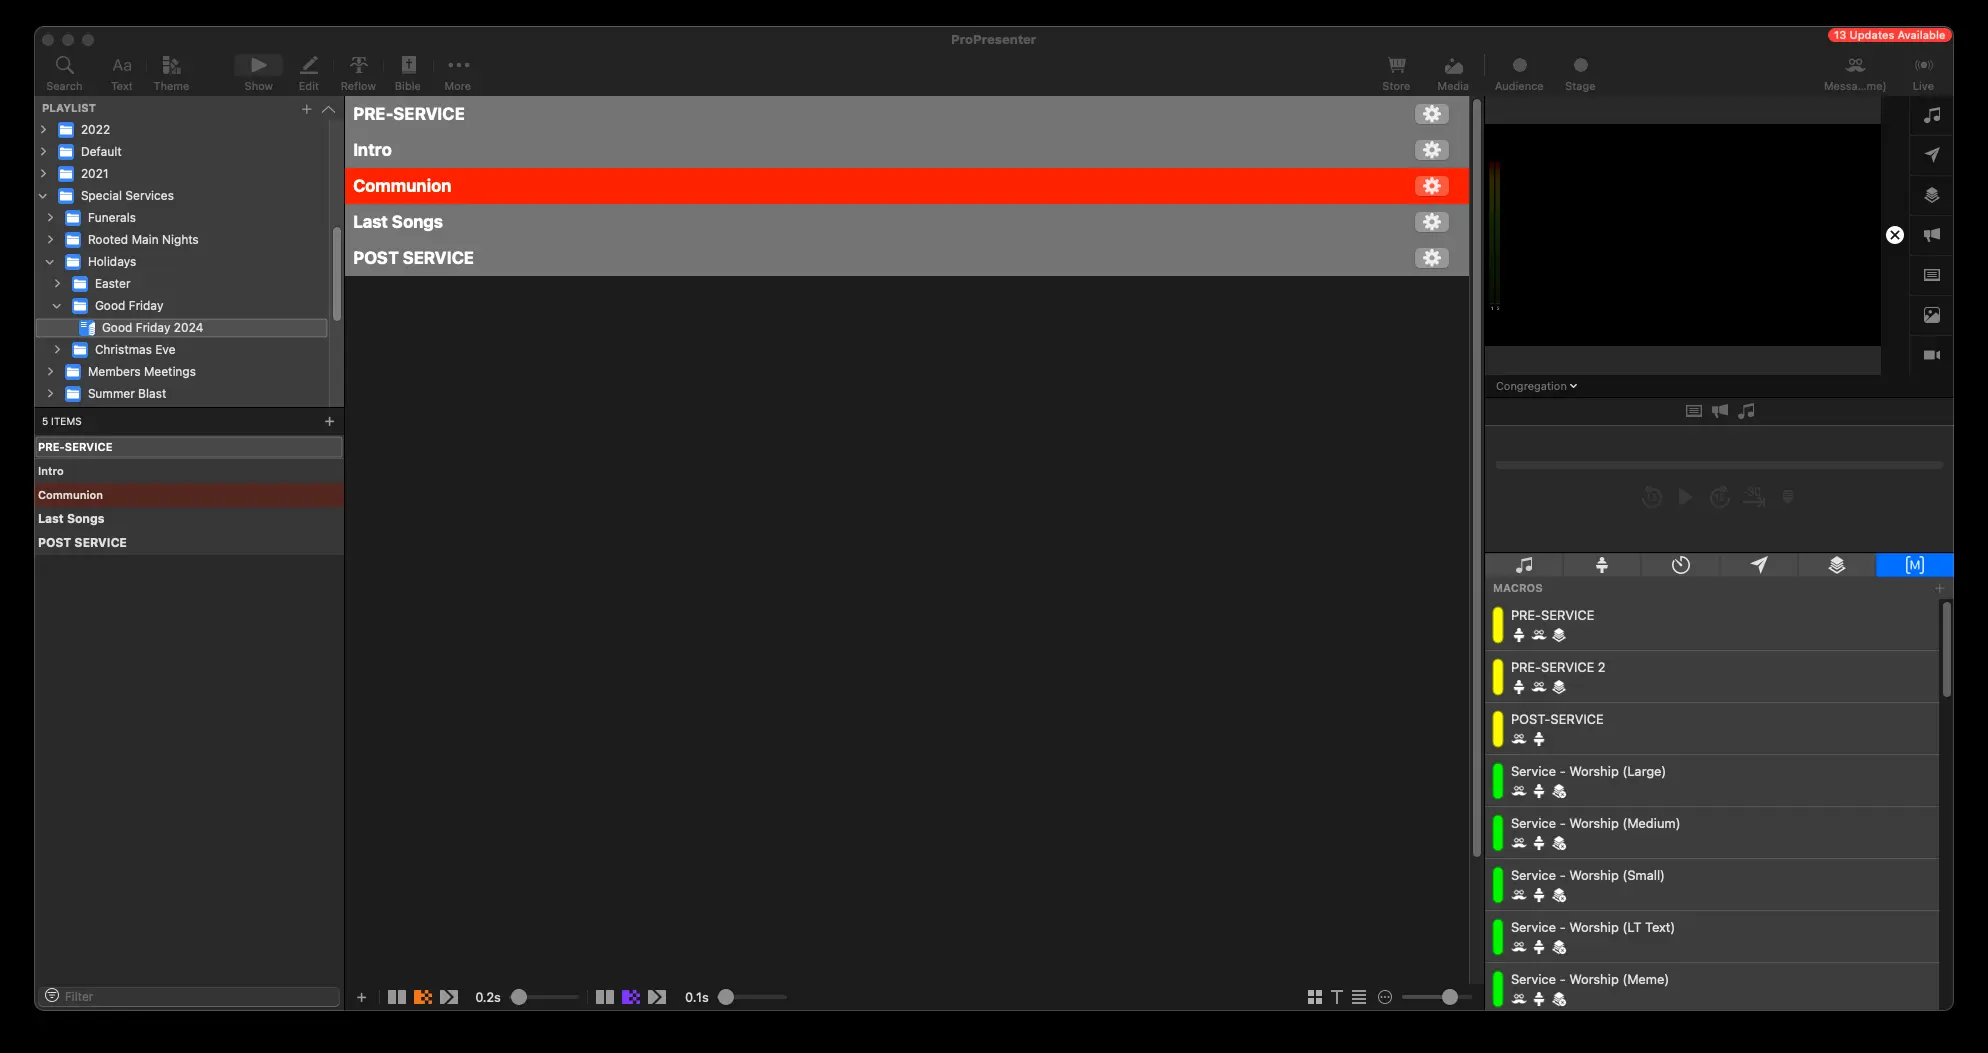 ProPresenter
13 Updates Available
Search
Text
Theme
Show
Edit
Reflow
Bible
More
Store
Media
Audience
Stage
Messa...me)
Live
PLAYLIST
2022
Default
2021
Special Services
Funerals
Rooted Main Nights
Holidays
Easter
Good Friday
Good Friday 2024
Christmas Eve
Members Meetings
Summer Blast
5 ITEMS
PRE-SERVICE
Intro
Communion
Last Songs
POST SERVICE
Filter
PRE-SERVICE
Intro
Communion
Last Songs
POST SERVICE
0.2s
0.1s
Congregation
MACROS
PRE-SERVICE
PRE-SERVICE 2
POST-SERVICE
Service - Worship (Large)
Service - Worship (Medium)
Service - Worship (Small)
Service - Worship (LT Text)
Service - Worship (Meme)